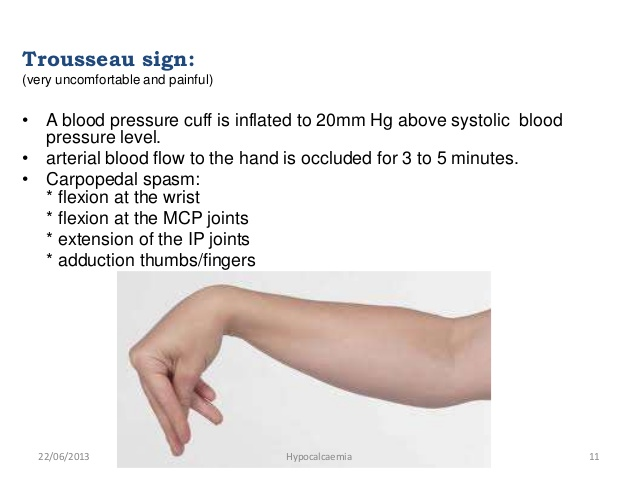 Trousseau sign:
(very uncomfortable and painful)
• A blood pressure cuff is inflated to 20mm Hg above systolic blood
pressure level.
• arterial blood flow to the hand is occluded for 3 to 5 minutes.
• Carpopedal spasm:
* flexion at the wrist
* flexion at the MCP joints
* extension of the IP joints
* adduction thumbs/fingers
22/06/2013 Hypocalcaemia 11